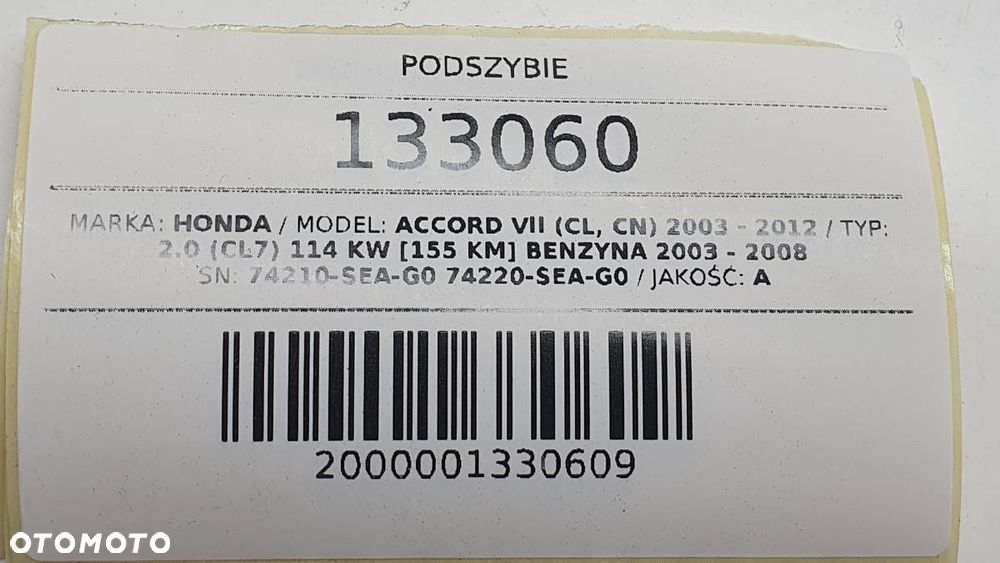 PODSZYBIE
133060
MARKA: HONDA / MODEL: ACCORD VII (CL, CN) 2003 - 2012 / TYP:
2.0 (CL7) 114 KW [155 KM] BENZYNA 2003 - 2008
SN: 74210-SEA-G0 74220-SEA-G0 / JAKOŚĆ: A
2000001330609
OTOMOTO